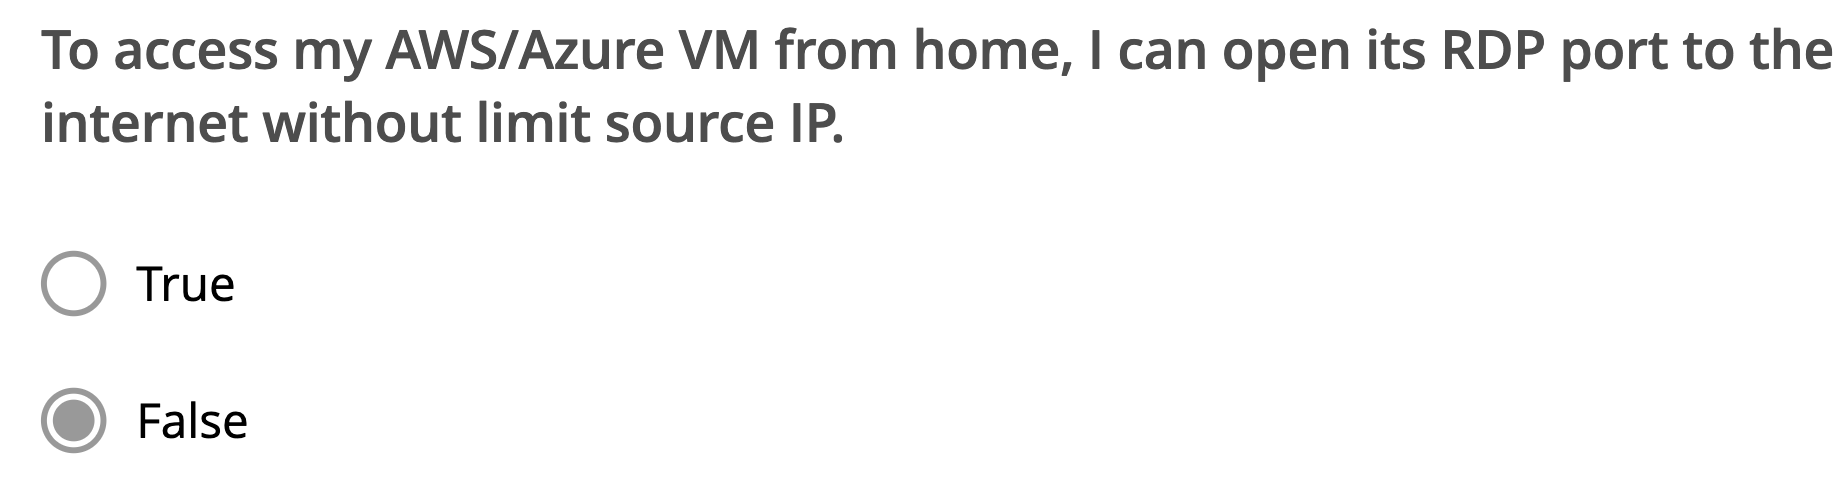 To access my AWS/Azure VM from home, I can open its RDP port to the
internet without limit source IP.
True
False